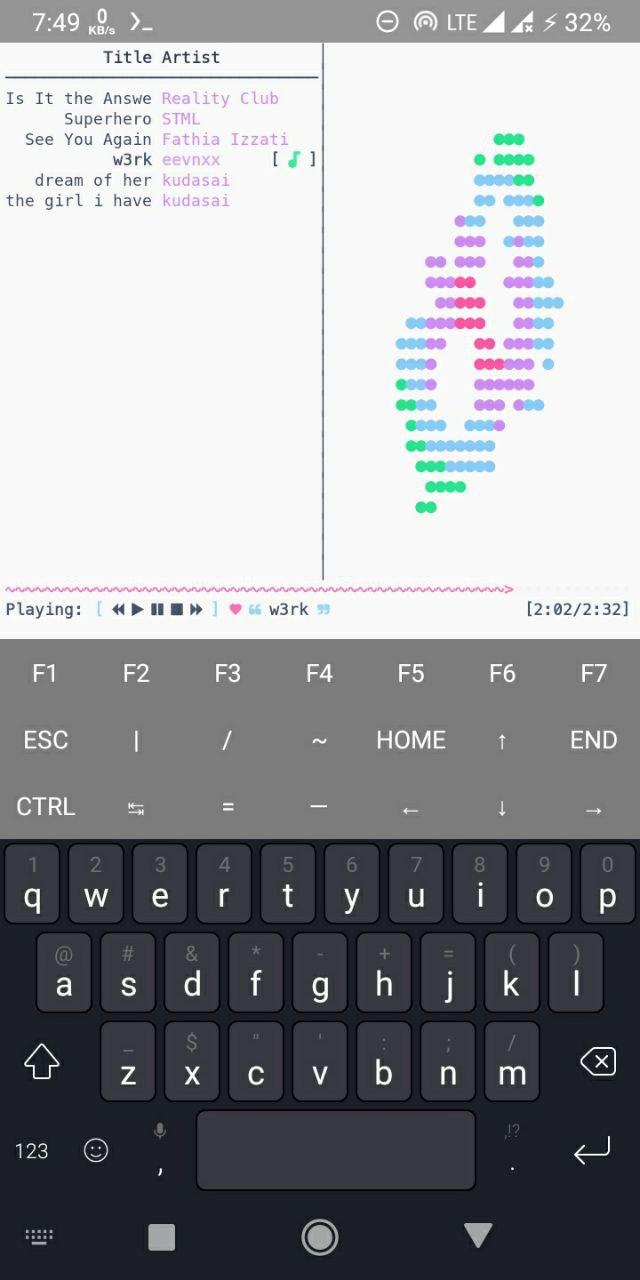 7:49 0 KB/s LTE 32%
Title Artist
Is It the Answe Reality Club
Superhero STML
See You Again Fathia Izzati
w3rk eevnxx [ ♪ ]
dream of her kudasai
the girl i have kudasai
Playing: [ ⏪ ▶ ⏸ ⏹ ⏩ ] ♥ “ w3rk ” [2:02/2:32]
F1 F2 F3 F4 F5 F6 F7
ESC | / ~ HOME ↑ END
CTRL ↹ = — ← ↓ →
1 2 3 4 5 6 7 8 9 0
q w e r t y u i o p
@ # & * - + = ( )
a s d f g h j k l
_ $ " ' : ; /
z x c v b n m
123 , ,!? .